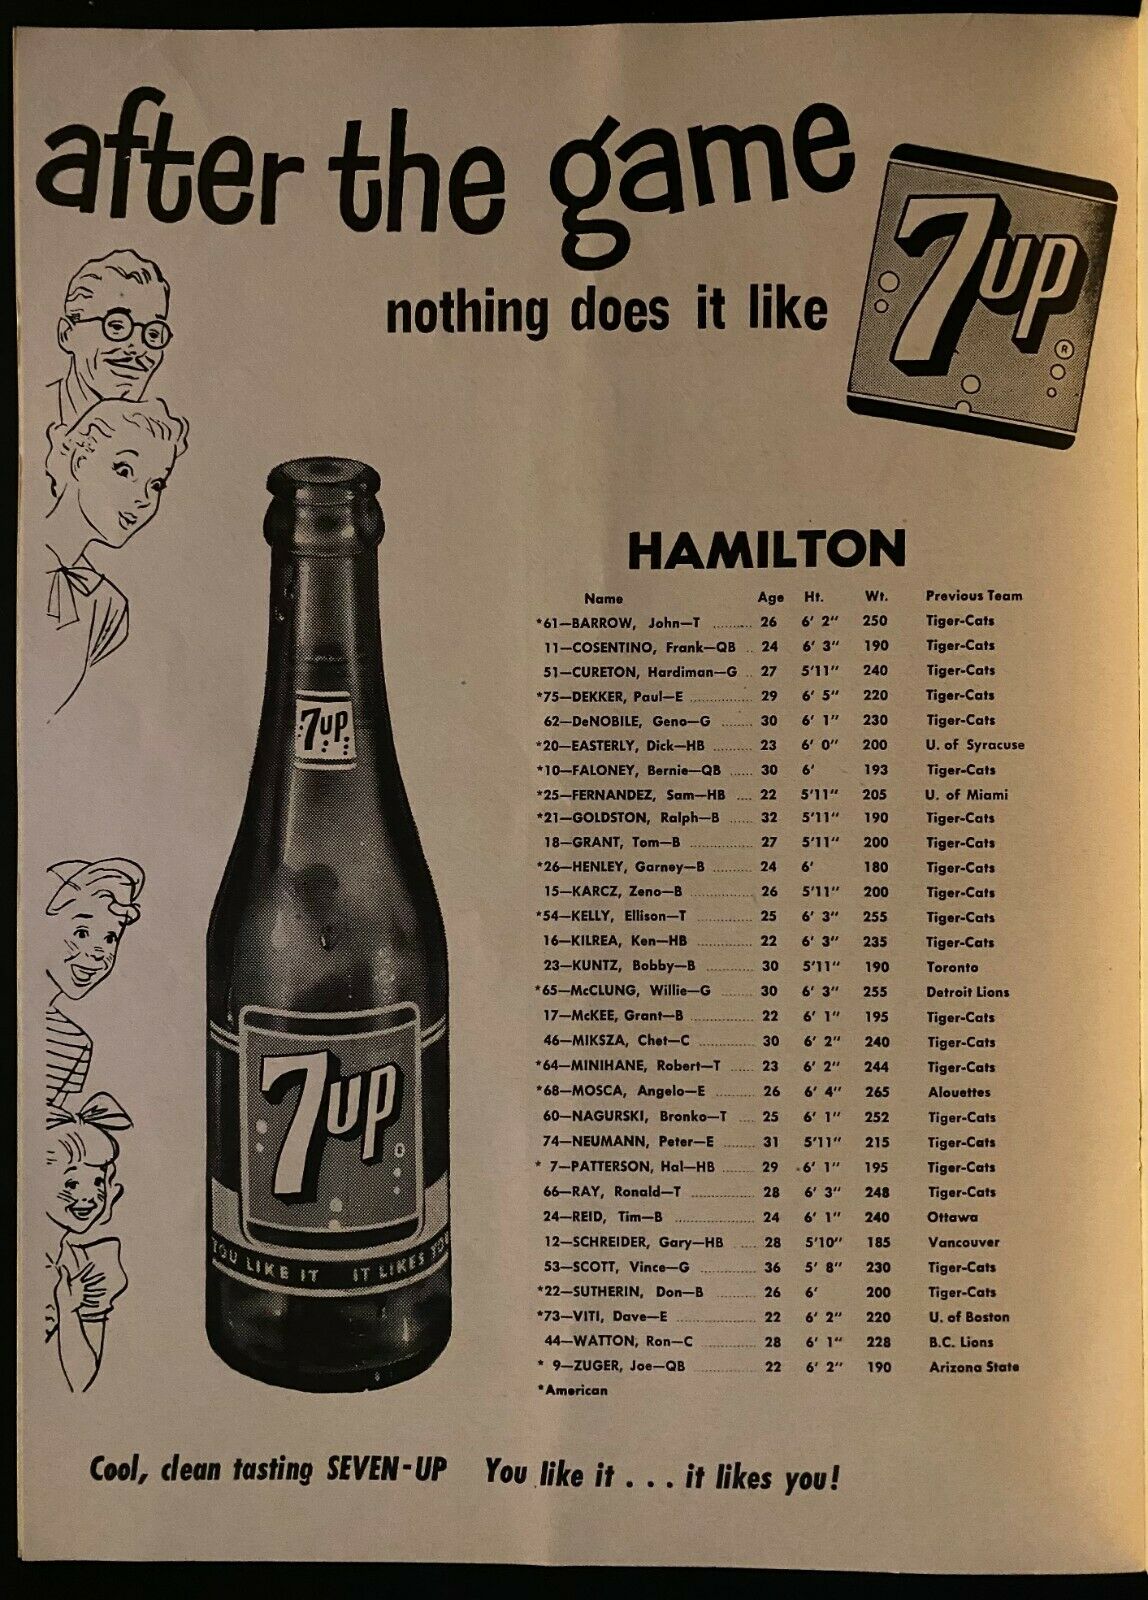 after the game
nothing does it like
7up
®
7up
7up
YOU LIKE IT IT LIKES YOU
HAMILTON
Name Age Ht. Wt. Previous Team
*61—BARROW, John—T .......... 26 6' 2" 250 Tiger-Cats
11—COSENTINO, Frank—QB .. 24 6' 3" 190 Tiger-Cats
51—CURETON, Hardiman—G .. 27 5'11" 240 Tiger-Cats
*75—DEKKER, Paul—E ............... 29 6' 5" 220 Tiger-Cats
62—DeNOBILE, Geno—G ........ 30 6' 1" 230 Tiger-Cats
*20—EASTERLY, Dick—HB .......... 23 6' 0" 200 U. of Syracuse
*10—FALONEY, Bernie—QB ...... 30 6' 193 Tiger-Cats
*25—FERNANDEZ, Sam—HB .... 22 5'11" 205 U. of Miami
*21—GOLDSTON, Ralph—B ...... 32 5'11" 190 Tiger-Cats
18—GRANT, Tom—B ............... 27 5'11" 200 Tiger-Cats
*26—HENLEY, Garney—B .......... 24 6' 180 Tiger-Cats
15—KARCZ, Zeno—B ............... 26 5'11" 200 Tiger-Cats
*54—KELLY, Ellison—T .............. 25 6' 3" 255 Tiger-Cats
16—KILREA, Ken—HB .............. 22 6' 3" 235 Tiger-Cats
23—KUNTZ, Bobby—B ............ 30 5'11" 190 Toronto
*65—McCLUNG, Willie—G ........ 30 6' 3" 255 Detroit Lions
17—McKEE, Grant—B ............... 22 6' 1" 195 Tiger-Cats
46—MIKSZA, Chet—C .............. 30 6' 2" 240 Tiger-Cats
*64—MINIHANE, Robert—T ...... 23 6' 2" 244 Tiger-Cats
*68—MOSCA, Angelo—E .......... 26 6' 4" 265 Alouettes
60—NAGURSKI, Bronko—T .... 25 6' 1" 252 Tiger-Cats
74—NEUMANN, Peter—E ........ 31 5'11" 215 Tiger-Cats
* 7—PATTERSON, Hal—HB ....... 29 6' 1" 195 Tiger-Cats
66—RAY, Ronald—T ............... 28 6' 3" 248 Tiger-Cats
24—REID, Tim—B ................... 24 6' 1" 240 Ottawa
12—SCHREIDER, Gary—HB ..... 28 5'10" 185 Vancouver
53—SCOTT, Vince—G ............. 36 5' 8" 230 Tiger-Cats
*22—SUTHERIN, Don—B .......... 26 6' 200 Tiger-Cats
*73—VITI, Dave—E .................. 22 6' 2" 220 U. of Boston
44—WATTON, Ron—C ............ 28 6' 1" 228 B.C. Lions
* 9—ZUGER, Joe—QB .............. 22 6' 2" 190 Arizona State
*American
Cool, clean tasting SEVEN-UP You like it . . . it likes you!